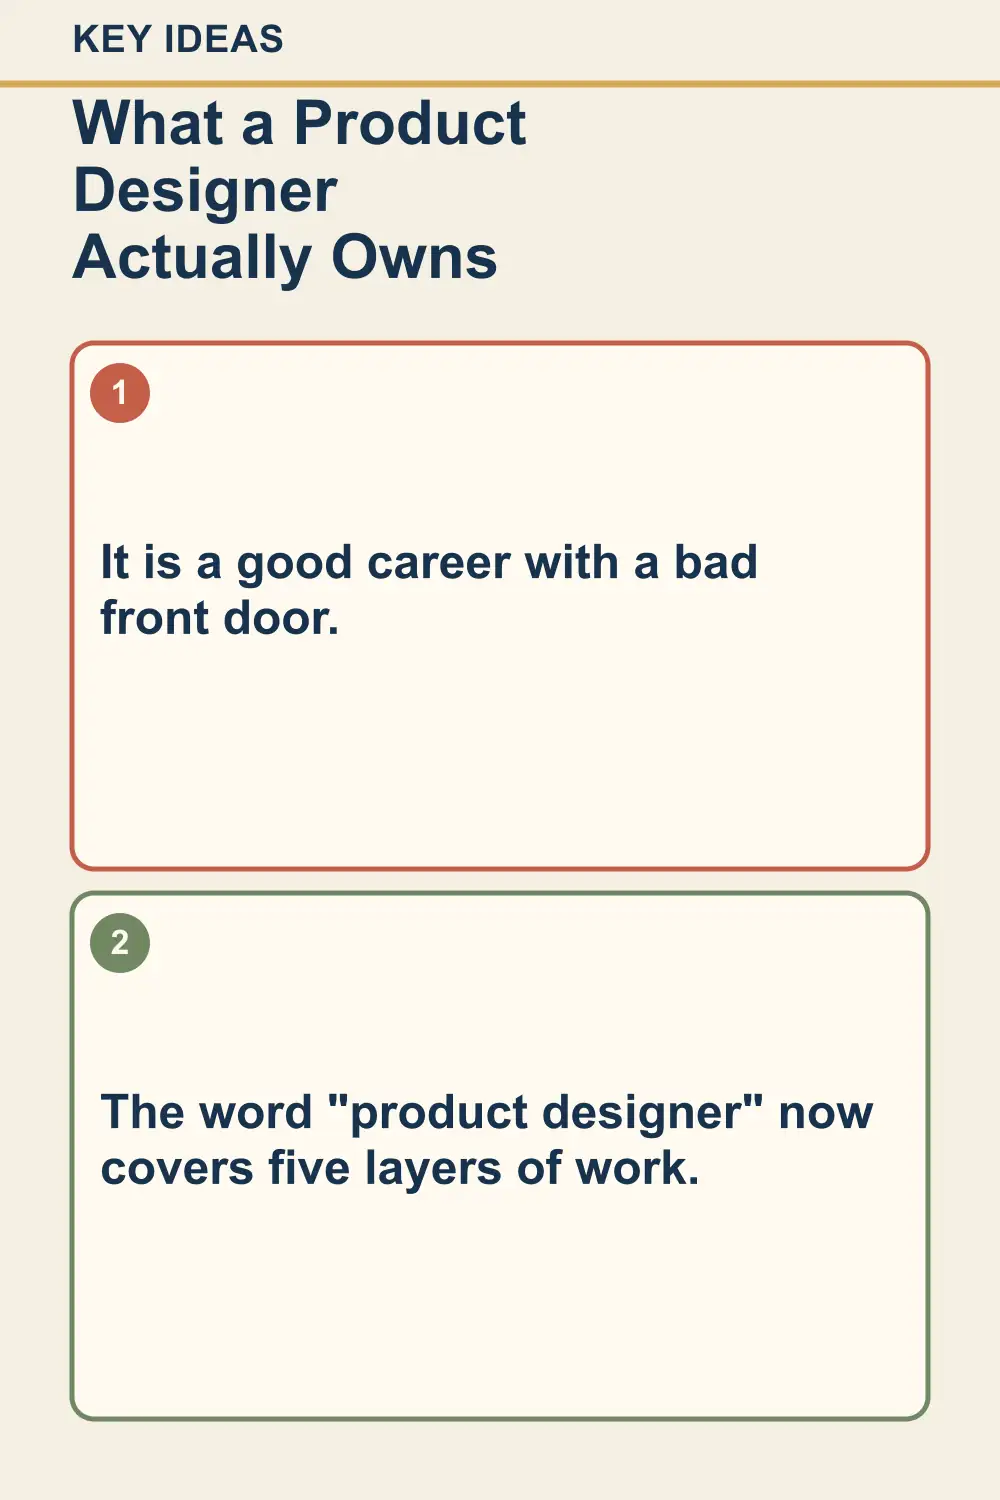 KEY IDEAS
What a Product
Designer
Actually Owns
1
It is a good career with a bad
front door.
2
The word "product designer" now
covers five layers of work.